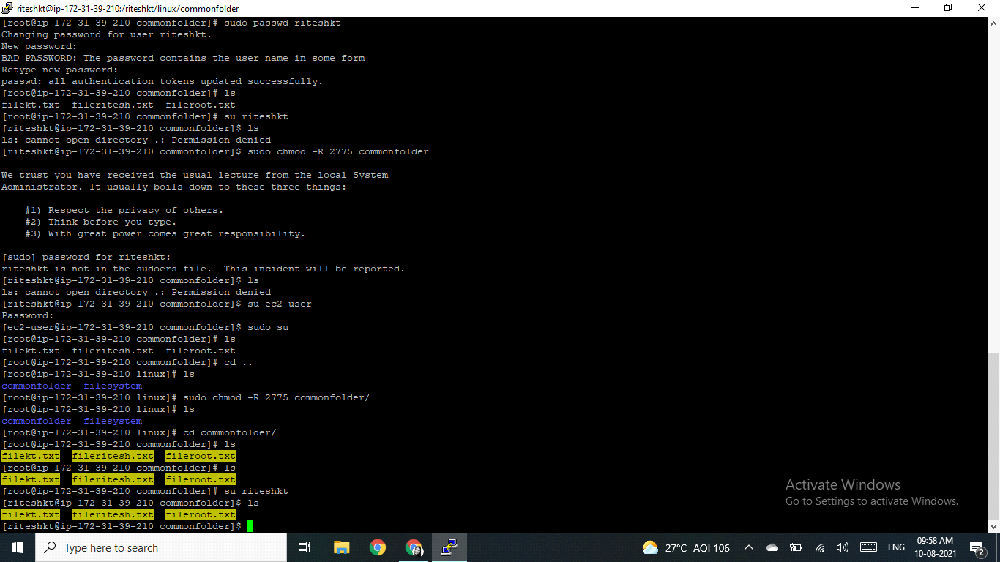 riteshkt@ip-172-31-39-210:/riteshkt/linux/commonfolder
[root@ip-172-31-39-210 commonfolder]# sudo passwd riteshkt
Changing password for user riteshkt.
New password:
BAD PASSWORD: The password contains the user name in some form
Retype new password:
passwd: all authentication tokens updated successfully.
[root@ip-172-31-39-210 commonfolder]# ls
filekt.txt  fileritesh.txt  fileroot.txt
[root@ip-172-31-39-210 commonfolder]# su riteshkt
[riteshkt@ip-172-31-39-210 commonfolder]$ ls
ls: cannot open directory .: Permission denied
[riteshkt@ip-172-31-39-210 commonfolder]$ sudo chmod -R 2775 commonfolder
We trust you have received the usual lecture from the local System
Administrator. It usually boils down to these three things:
#1) Respect the privacy of others.
#2) Think before you type.
#3) With great power comes great responsibility.
[sudo] password for riteshkt:
riteshkt is not in the sudoers file.  This incident will be reported.
[riteshkt@ip-172-31-39-210 commonfolder]$ ls
ls: cannot open directory .: Permission denied
[riteshkt@ip-172-31-39-210 commonfolder]$ su ec2-user
Password:
[ec2-user@ip-172-31-39-210 commonfolder]$ sudo su
[root@ip-172-31-39-210 commonfolder]# ls
filekt.txt  fileritesh.txt  fileroot.txt
[root@ip-172-31-39-210 commonfolder]# cd ..
[root@ip-172-31-39-210 linux]# ls
commonfolder  filesystem
[root@ip-172-31-39-210 linux]# sudo chmod -R 2775 commonfolder/
[root@ip-172-31-39-210 linux]# ls
commonfolder  filesystem
[root@ip-172-31-39-210 linux]# cd commonfolder/
[root@ip-172-31-39-210 commonfolder]# ls
filekt.txt  fileritesh.txt  fileroot.txt
[root@ip-172-31-39-210 commonfolder]# ls
filekt.txt  fileritesh.txt  fileroot.txt
[root@ip-172-31-39-210 commonfolder]# su riteshkt
[riteshkt@ip-172-31-39-210 commonfolder]$ ls
filekt.txt  fileritesh.txt  fileroot.txt
[riteshkt@ip-172-31-39-210 commonfolder]$
Activate Windows
Go to Settings to activate Windows.
Type here to search
27°C AQI 106
ENG
09:58 AM
10-08-2021
2